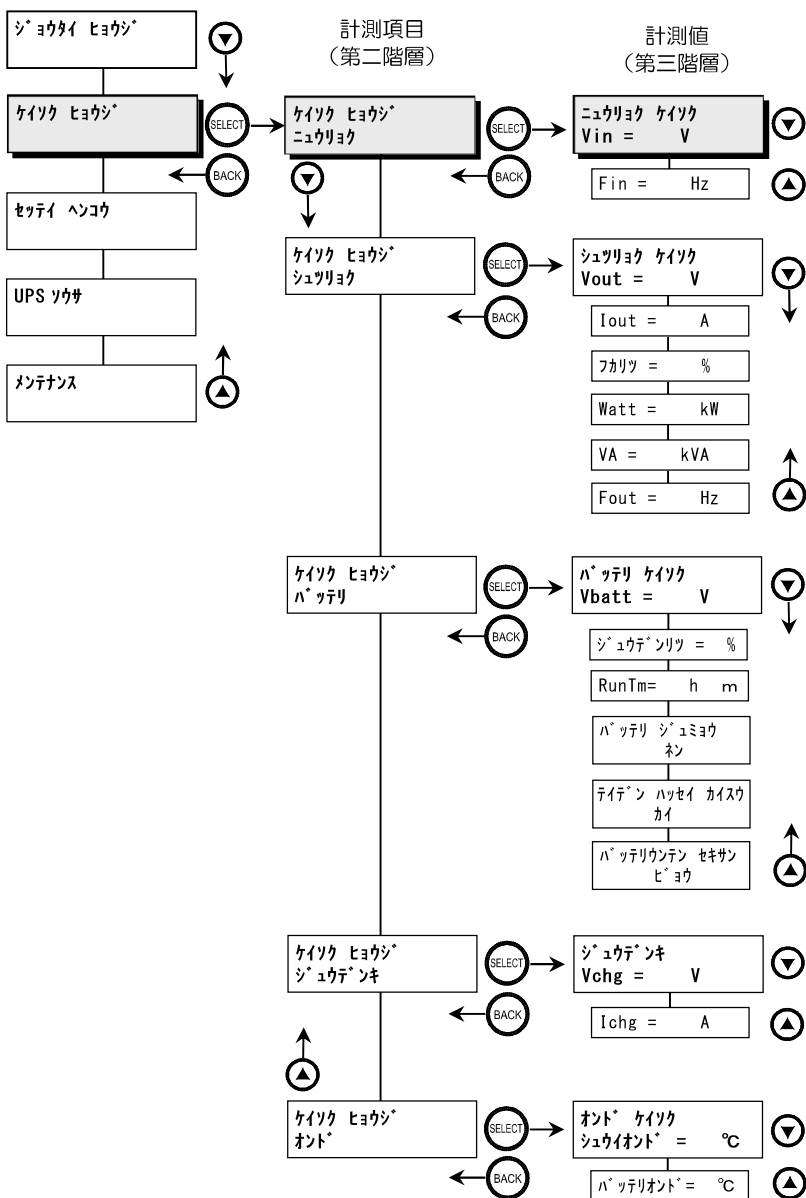 計測項目
（第二階層）
計測値
（第三階層）
ｼﾞｮｳﾀｲ ﾋｮｳｼﾞ
ｹｲｿｸ ﾋｮｳｼﾞ
SELECT
BACK
ｾｯﾃｲ ﾍﾝｺｳ
UPS ｿｳｻ
ﾒﾝﾃﾅﾝｽ
ｹｲｿｸ ﾋｮｳｼﾞ
ﾆｭｳﾘｮｸ
SELECT
BACK
ﾆｭｳﾘｮｸ ｹｲｿｸ
Vin = V
Fin = Hz
ｹｲｿｸ ﾋｮｳｼﾞ
ｼｭﾂﾘｮｸ
SELECT
BACK
ｼｭﾂﾘｮｸ ｹｲｿｸ
Vout = V
Iout = A
ﾌｶﾘﾂ = %
Watt = kW
VA = kVA
Fout = Hz
ｹｲｿｸ ﾋｮｳｼﾞ
ﾊﾞｯﾃﾘ
SELECT
BACK
ﾊﾞｯﾃﾘ ｹｲｿｸ
Vbatt = V
ｼﾞｭｳﾃﾞﾝﾘﾂ = %
RunTm= h m
ﾊﾞｯﾃﾘ ｼﾞｭﾐｮｳ
ﾈﾝ
ﾃｲﾃﾞﾝ ﾊｯｾｲ ｶｲｽｳ
ｶｲ
ﾊﾞｯﾃﾘｳﾝﾃﾝ ｾｷｻﾝ
ﾋﾞｮｳ
ｹｲｿｸ ﾋｮｳｼﾞ
ｼﾞｭｳﾃﾞﾝｷ
SELECT
BACK
ｼﾞｭｳﾃﾞﾝｷ
Vchg = V
Ichg = A
ｹｲｿｸ ﾋｮｳｼﾞ
ｵﾝﾄﾞ
SELECT
BACK
ｵﾝﾄﾞ ｹｲｿｸ
ｼｭｳｲｵﾝﾄﾞ = ℃
ﾊﾞｯﾃﾘｵﾝﾄﾞ= ℃